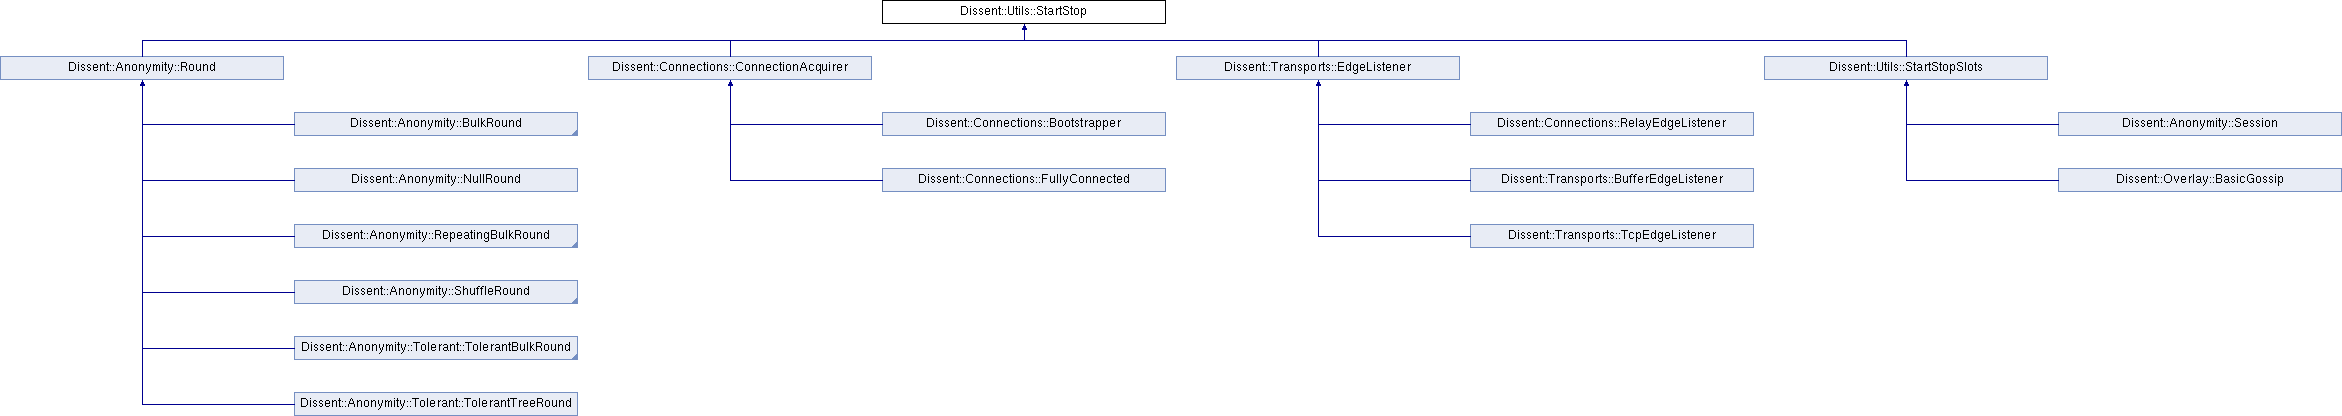 Dissent::Utils::StartStop
Dissent::Anonymity::Round
Dissent::Connections::ConnectionAcquirer
Dissent::Transports::EdgeListener
Dissent::Utils::StartStopSlots
Dissent::Anonymity::BulkRound
Dissent::Connections::Bootstrapper
Dissent::Connections::RelayEdgeListener
Dissent::Anonymity::Session
Dissent::Anonymity::NullRound
Dissent::Connections::FullyConnected
Dissent::Transports::BufferEdgeListener
Dissent::Overlay::BasicGossip
Dissent::Anonymity::RepeatingBulkRound
Dissent::Transports::TcpEdgeListener
Dissent::Anonymity::ShuffleRound
Dissent::Anonymity::Tolerant::TolerantBulkRound
Dissent::Anonymity::Tolerant::TolerantTreeRound